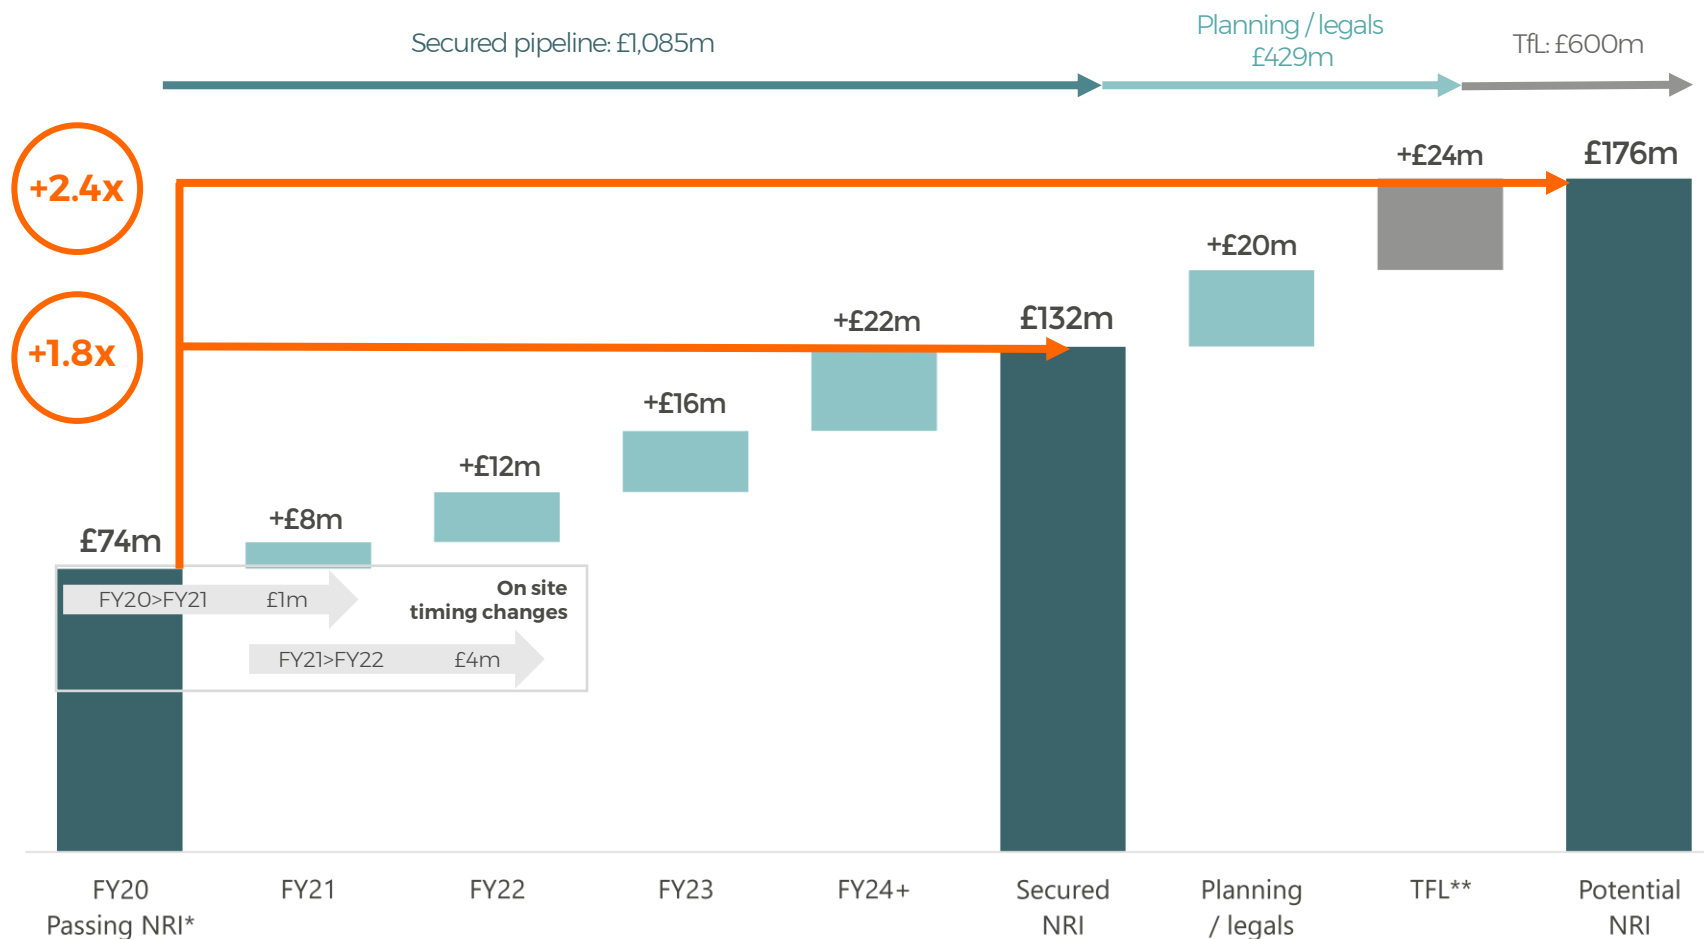 Secured pipeline: £1,085m
Planning / legals
£429m
TfL: £600m
+2.4x
+1.8x
£74m
+£8m
+£12m
+£16m
+£22m
£132m
+£20m
+£24m
£176m
FY20>FY21 £1m
On site
timing changes
FY21>FY22 £4m
FY20
Passing NRI*
FY21
FY22
FY23
FY24+
Secured
NRI
Planning
/ legals
TFL**
Potential
NRI